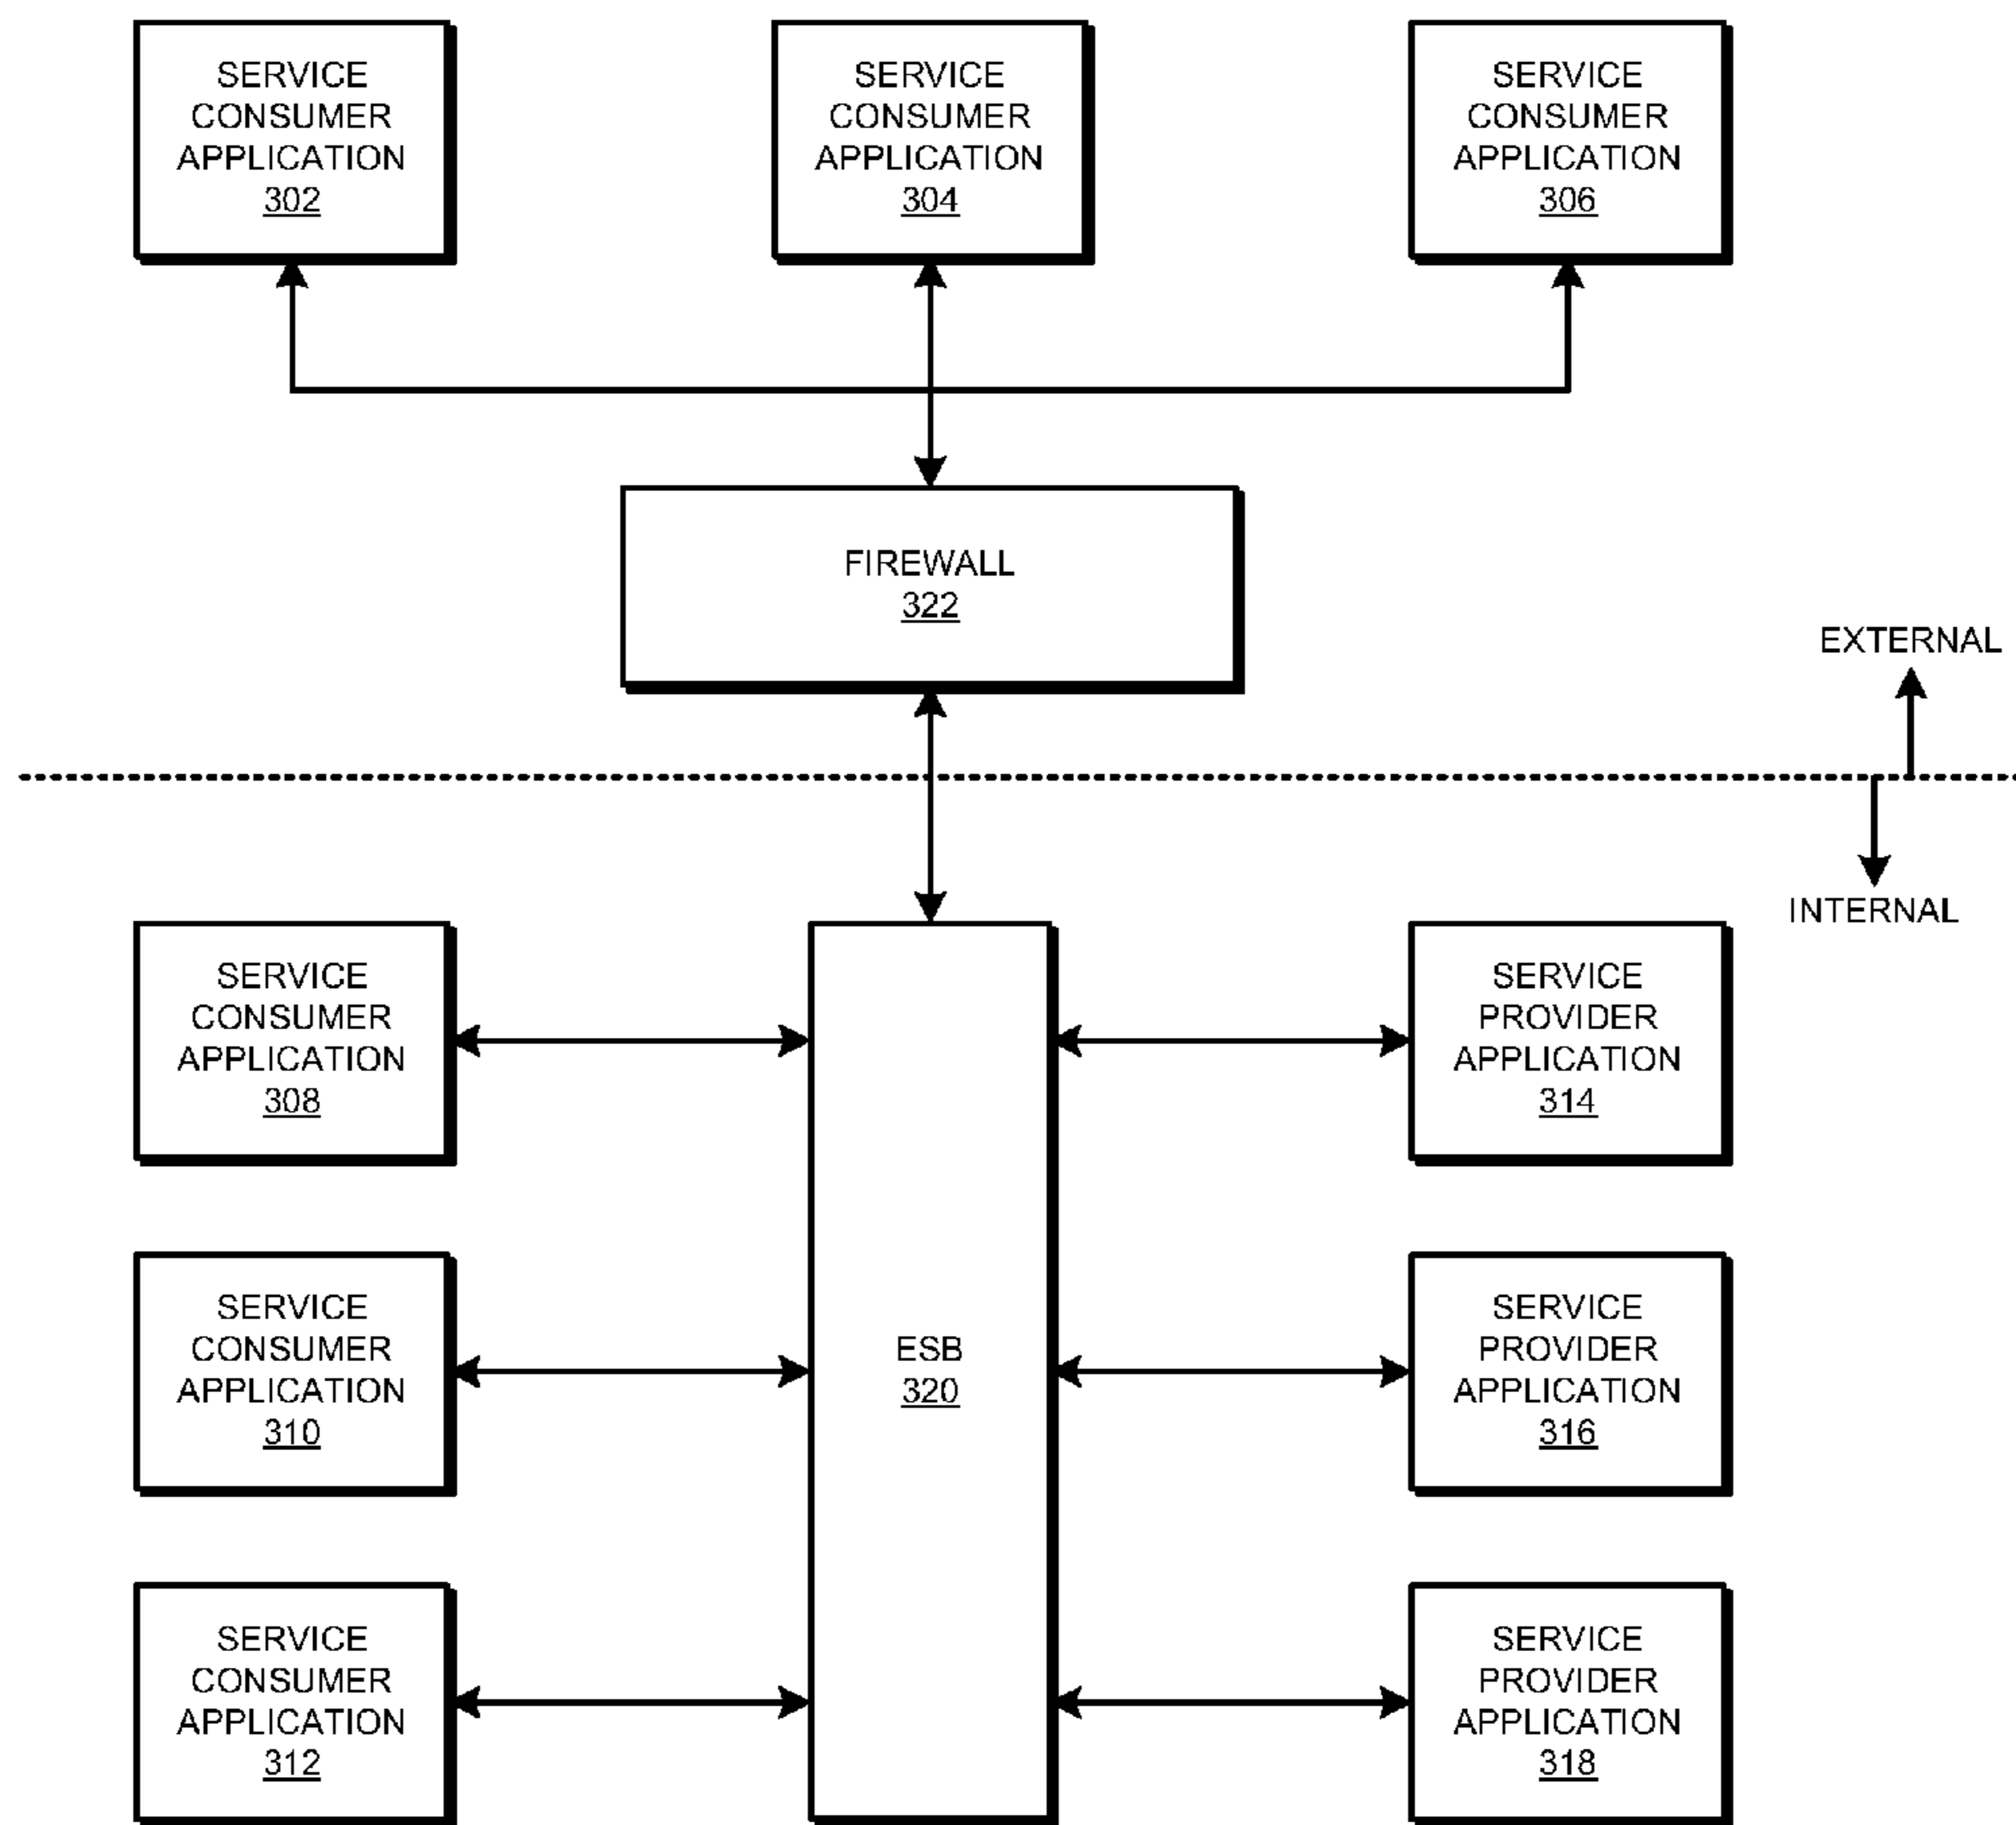 SERVICE
CONSUMER
APPLICATION
302
SERVICE
CONSUMER
APPLICATION
304
SERVICE
CONSUMER
APPLICATION
306
FIREWALL
322
EXTERNAL
INTERNAL
SERVICE
CONSUMER
APPLICATION
308
SERVICE
PROVIDER
APPLICATION
314
SERVICE
CONSUMER
APPLICATION
310
ESB
320
SERVICE
PROVIDER
APPLICATION
316
SERVICE
CONSUMER
APPLICATION
312
SERVICE
PROVIDER
APPLICATION
318